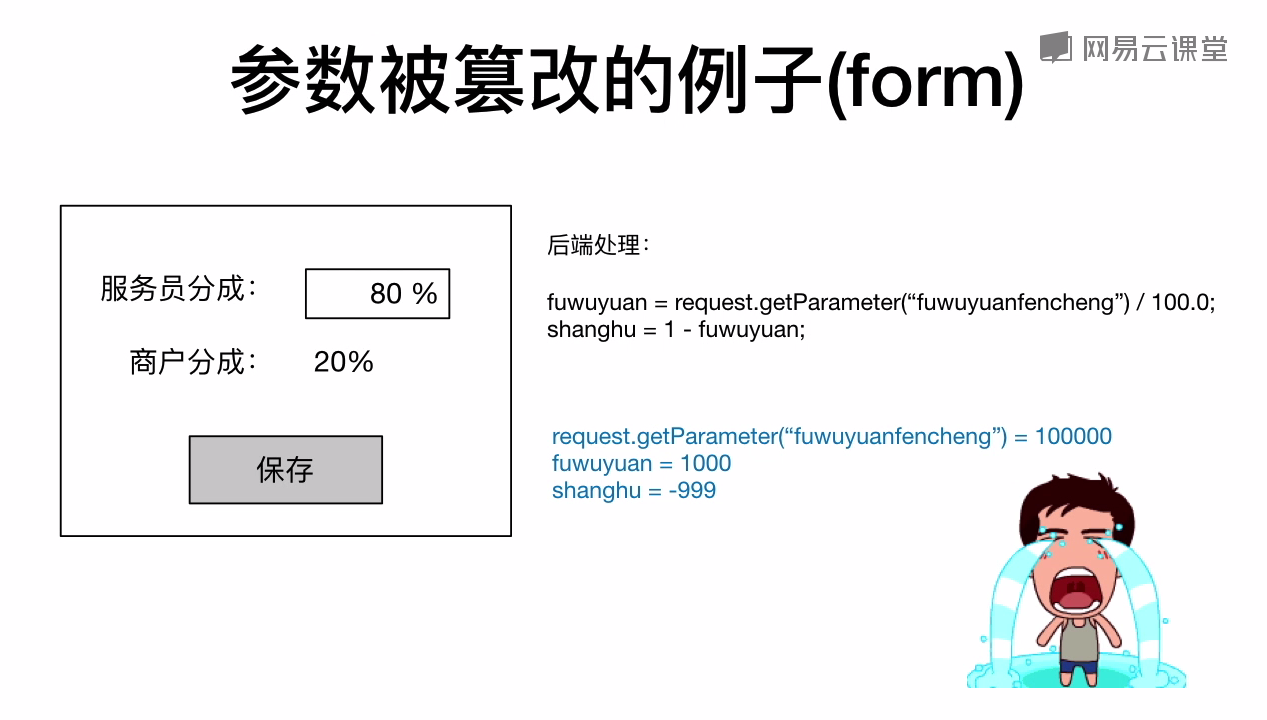 参数被篡改的例子(form)
网易云课堂
服务员分成： 80 %
商户分成： 20%
保存
后端处理：
fuwuyuan = request.getParameter(“fuwuyuanfencheng”) / 100.0;
shanghu = 1 - fuwuyuan;
request.getParameter(“fuwuyuanfencheng”) = 100000
fuwuyuan = 1000
shanghu = -999